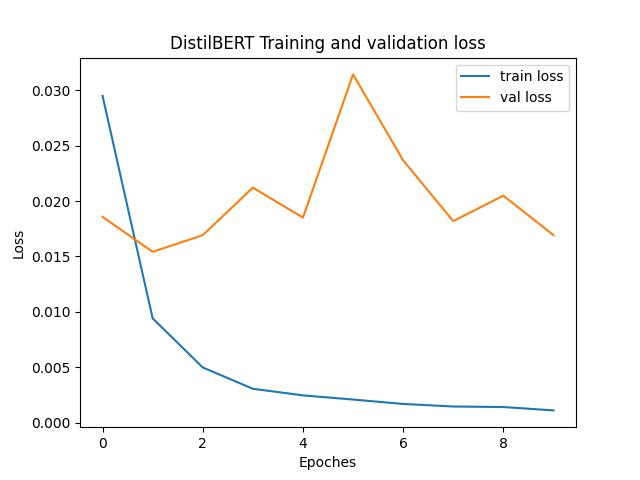 DistilBERT Training and validation loss
train loss
val loss
0.030
0.025
0.020
0.015
0.010
0.005
0.000
Loss
0 2 4 6 8
Epoches